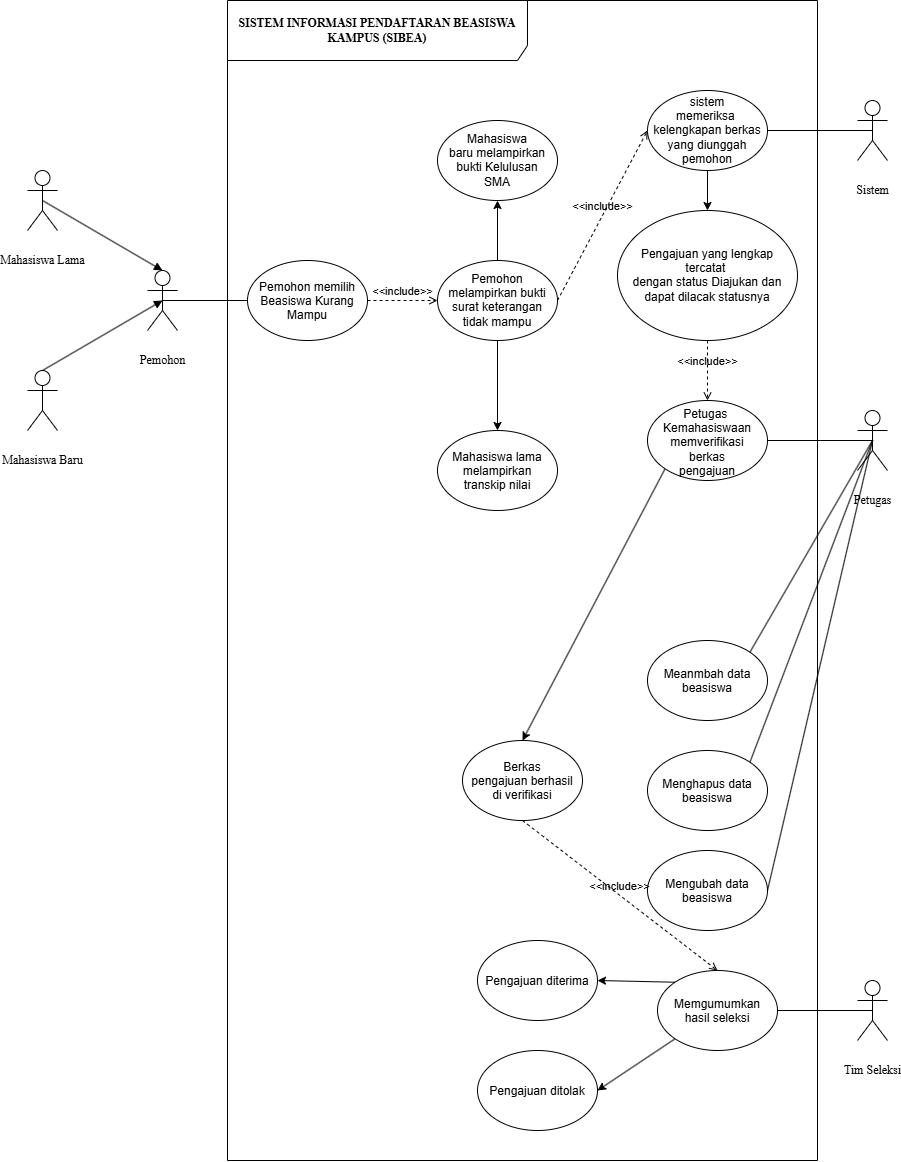 SISTEM INFORMASI PENDAFTARAN BEASISWA
KAMPUS (SIBEA)
sistem
memeriksa
kelengkapan berkas
yang diunggah
pemohon
Sistem
Mahasiswa
baru melampirkan
bukti Kelulusan
SMA
<<include>>
Mahasiswa Lama
Pengajuan yang lengkap
tercatat
dengan status Diajukan dan
dapat dilacak statusnya
Pemohon memilih
Beasiswa Kurang
Mampu
<<include>>
Pemohon
melampirkan bukti
surat keterangan
tidak mampu
Pemohon
<<include>>
Mahasiswa Baru
Mahasiswa lama
melampirkan
transkip nilai
Petugas
Kemahasiswaan
memverifikasi
berkas
pengajuan
Petugas
Meanmbah data
beasiswa
Berkas
pengajuan berhasil
di verifikasi
Menghapus data
beasiswa
<<include>>
Mengubah data
beasiswa
Pengajuan diterima
Memgumumkan
hasil seleksi
Tim Seleksi
Pengajuan ditolak